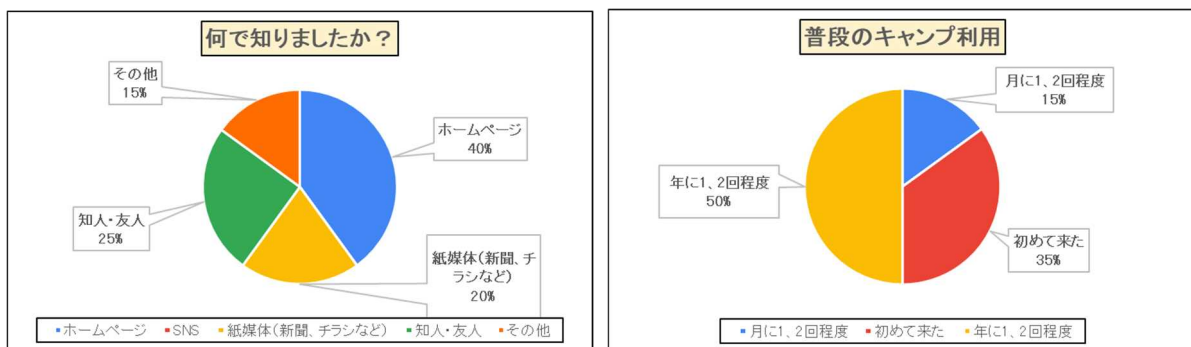 何で知りましたか？
その他
15%
ホームページ
40%
知人・友人
25%
紙媒体（新聞、チ
ラシなど）
20%
ホームページ SNS 紙媒体（新聞、チラシなど） 知人・友人 その他
普段のキャンプ利用
月に1、2回程度
15%
年に1、2回程度
50%
初めて来た
35%
月に1、2回程度 初めて来た 年に1、2回程度